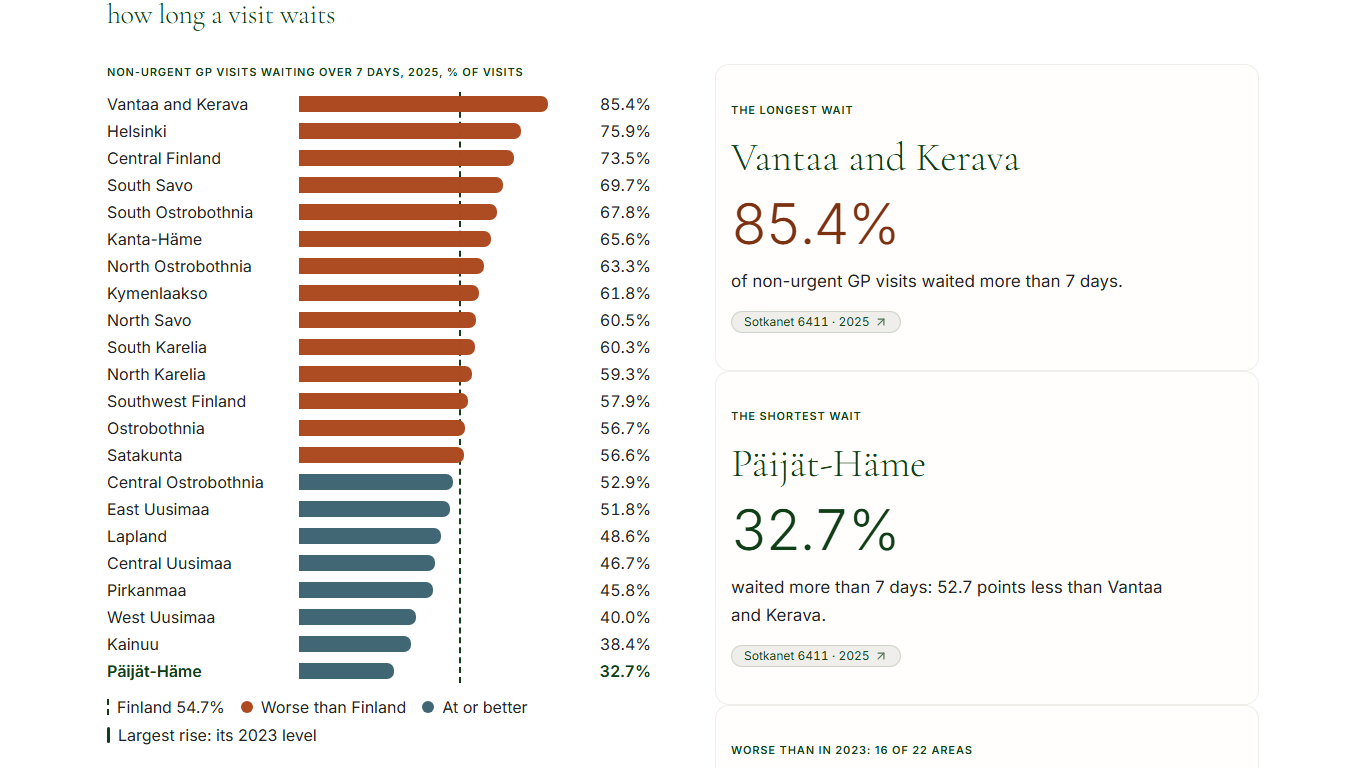 how long a visit waits
NON-URGENT GP VISITS WAITING OVER 7 DAYS, 2025, % OF VISITS
Vantaa and Kerava 85.4%
Helsinki 75.9%
Central Finland 73.5%
South Savo 69.7%
South Ostrobothnia 67.8%
Kanta-Häme 65.6%
North Ostrobothnia 63.3%
Kymenlaakso 61.8%
North Savo 60.5%
South Karelia 60.3%
North Karelia 59.3%
Southwest Finland 57.9%
Ostrobothnia 56.7%
Satakunta 56.6%
Central Ostrobothnia 52.9%
East Uusimaa 51.8%
Lapland 48.6%
Central Uusimaa 46.7%
Pirkanmaa 45.8%
West Uusimaa 40.0%
Kainuu 38.4%
Päijät-Häme 32.7%
Finland 54.7% Worse than Finland At or better
Largest rise: its 2023 level
THE LONGEST WAIT
Vantaa and Kerava
85.4%
of non-urgent GP visits waited more than 7 days.
Sotkanet 6411 · 2025 ↗
THE SHORTEST WAIT
Päijät-Häme
32.7%
waited more than 7 days: 52.7 points less than Vantaa
and Kerava.
Sotkanet 6411 · 2025 ↗
WORSE THAN IN 2023: 16 OF 22 AREAS